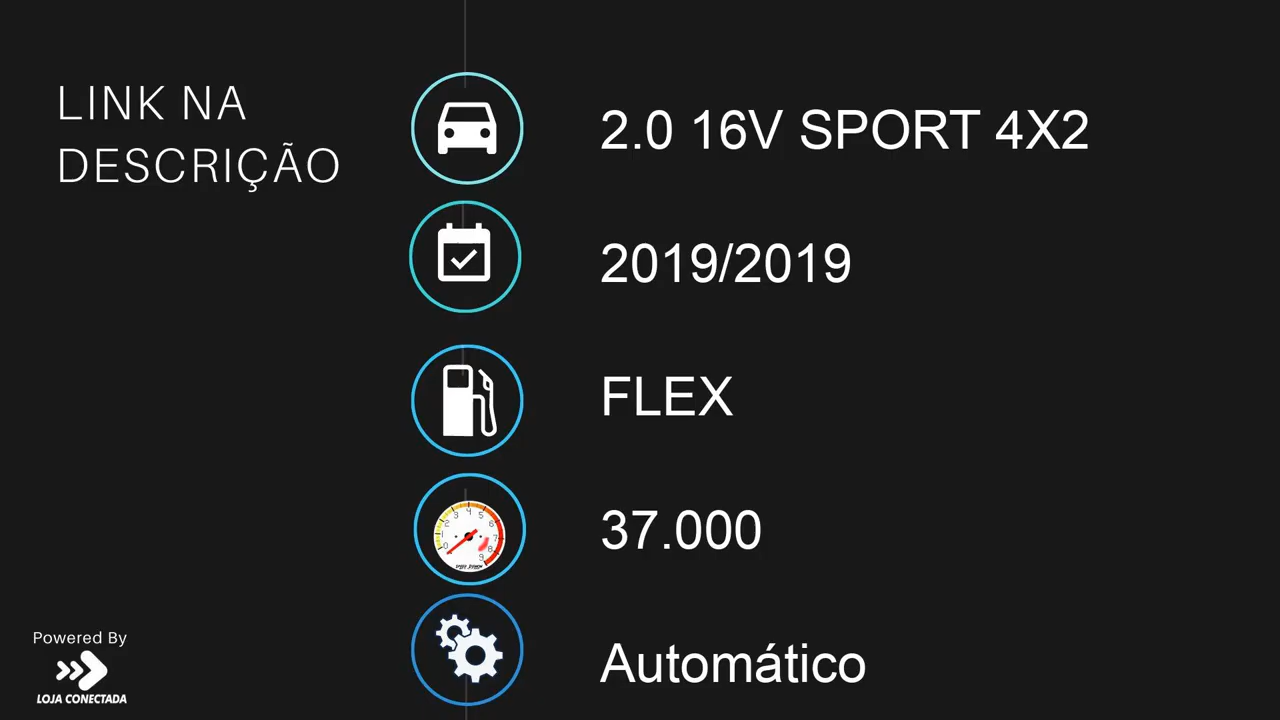 LINK NA
DESCRIÇÃO
2.0 16V SPORT 4X2
2019/2019
FLEX
37.000
Automático
Powered By
LOJA CONECTADA